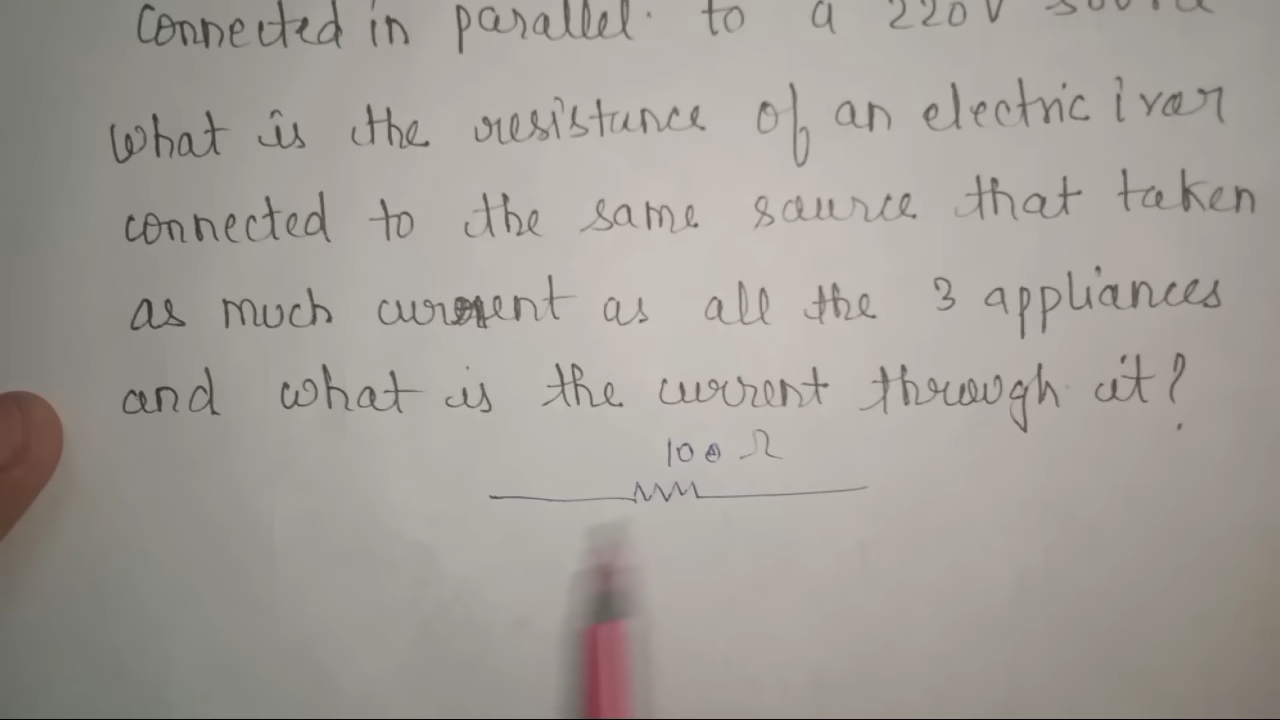 connected in parallel. to a 220 V
What is the resistance of an electric iron
connected to the same source that taken
as much current as all the 3 appliances
and what is the current through it?
100 Ω